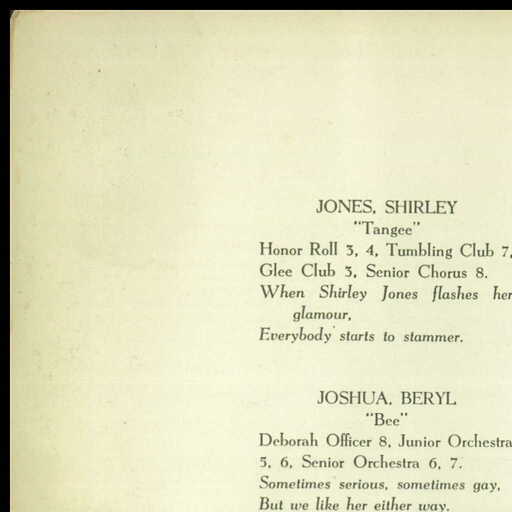 JONES, SHIRLEY
"Tangee"
Honor Roll 3, 4, Tumbling Club 7,
Glee Club 3, Senior Chorus 8.
When Shirley Jones flashes her
glamour,
Everybody starts to stammer.
JOSHUA, BERYL
"Bee"
Deborah Officer 8, Junior Orchestra
5, 6, Senior Orchestra 6, 7.
Sometimes serious, sometimes gay,
But we like her either way.